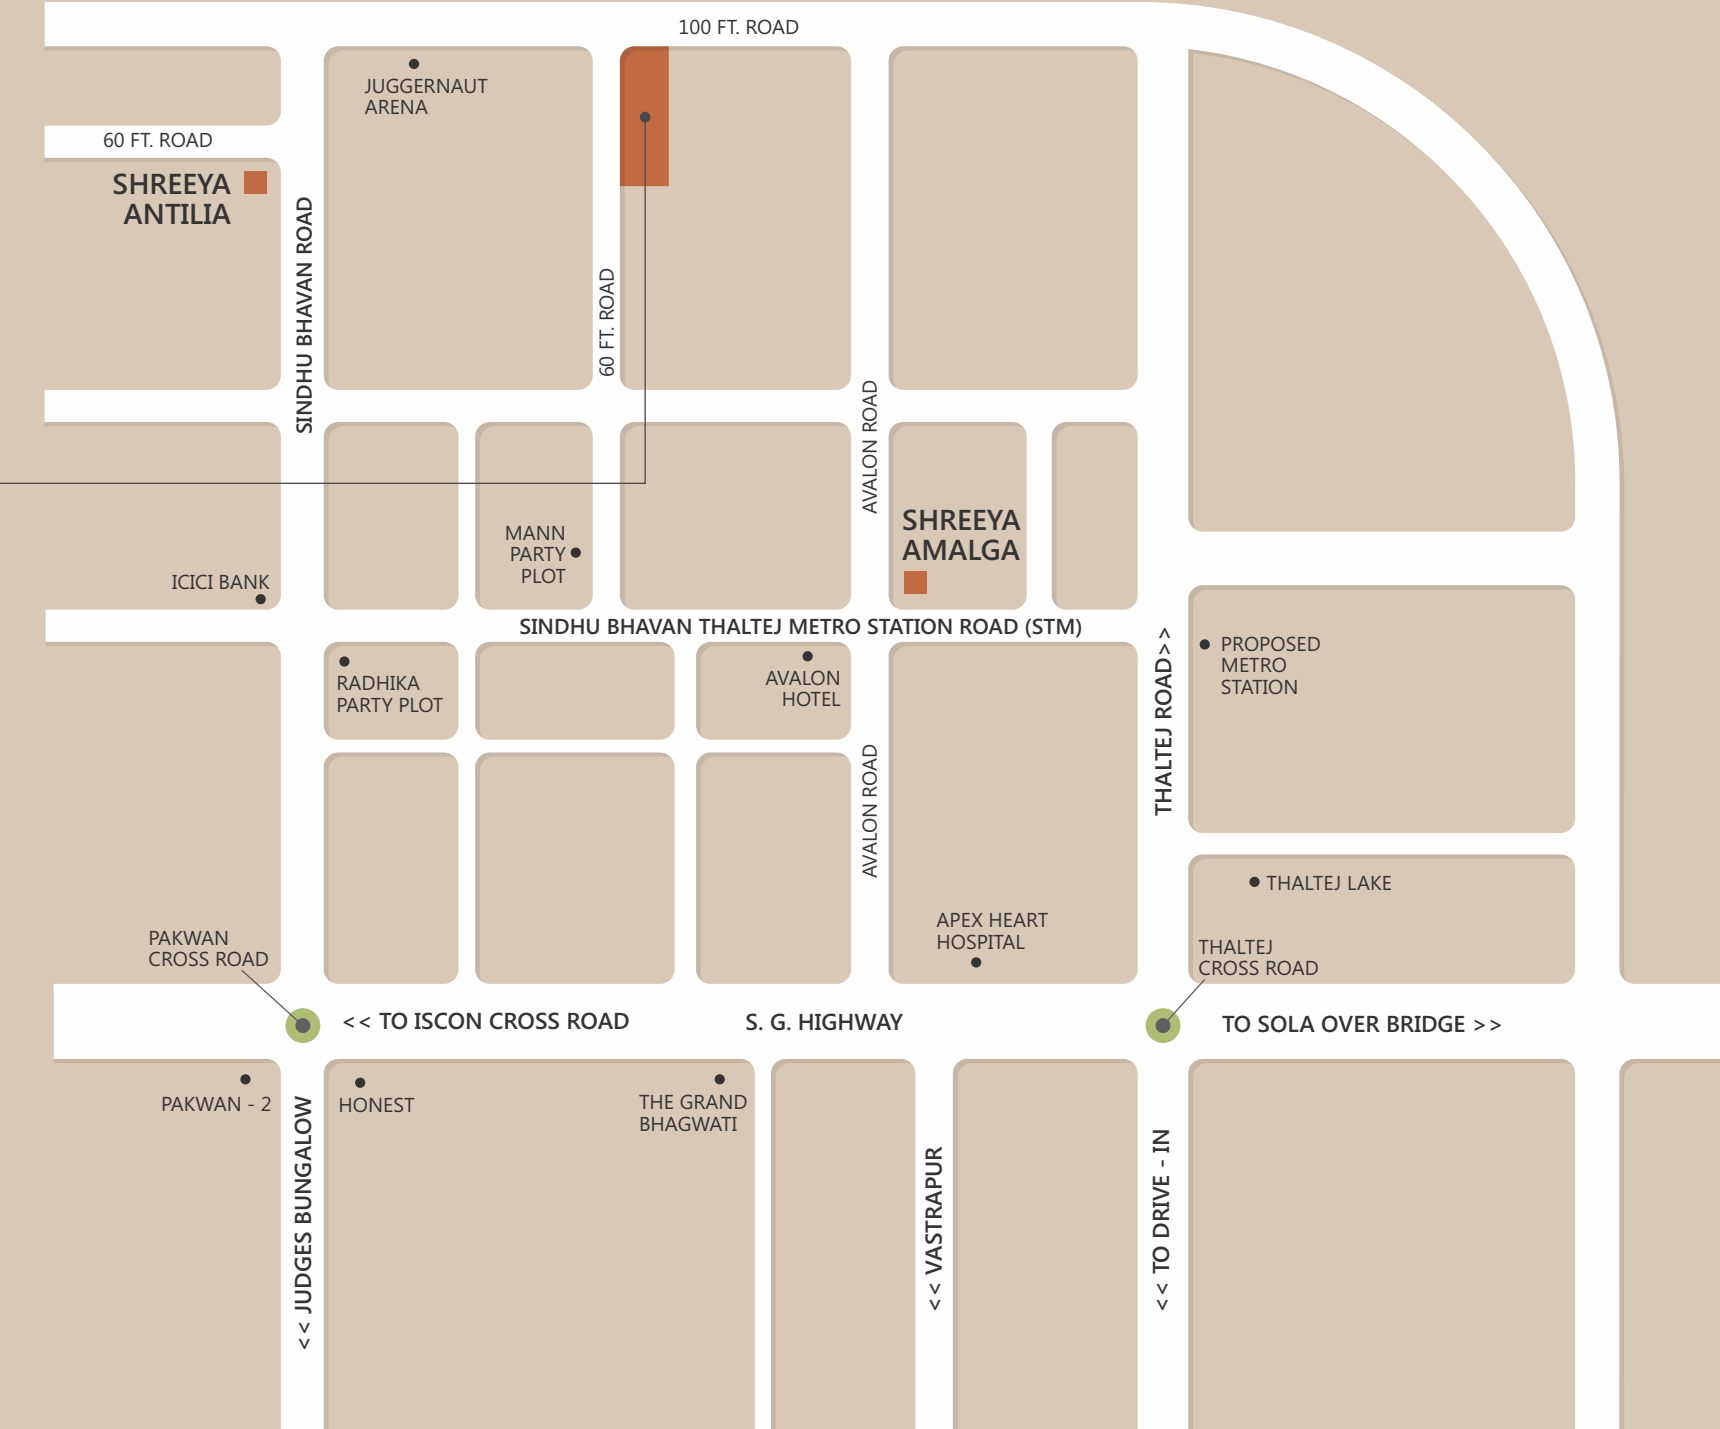 100 FT. ROAD
JUGGERNAUT
ARENA
60 FT. ROAD
SHREEYA
ANTILIA
SINDHU BHAVAN ROAD
60 FT. ROAD
AVALON ROAD
SHREEYA
AMALGA
MANN
PARTY
PLOT
ICICI BANK
SINDHU BHAVAN THALTEJ METRO STATION ROAD (STM)
THALTEJ ROAD>>
PROPOSED
METRO
STATION
RADHIKA
PARTY PLOT
AVALON
HOTEL
AVALON ROAD
THALTEJ LAKE
APEX HEART
HOSPITAL
PAKWAN
CROSS ROAD
THALTEJ
CROSS ROAD
<< TO ISCON CROSS ROAD
S. G. HIGHWAY
TO SOLA OVER BRIDGE >>
PAKWAN - 2
HONEST
THE GRAND
BHAGWATI
<< JUDGES BUNGALOW
<< VASTRAPUR
<< TO DRIVE - IN